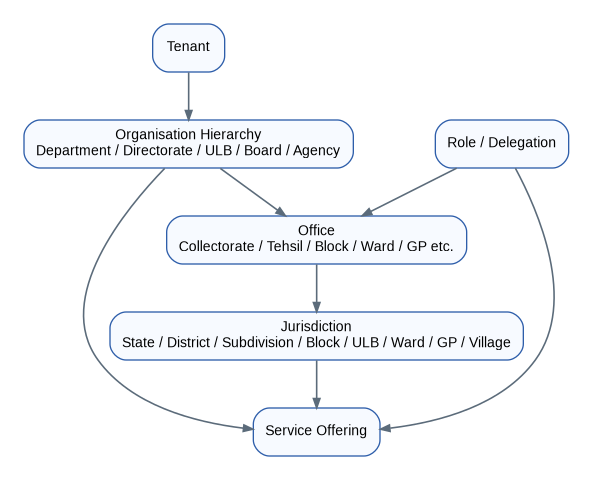 Tenant
Organisation Hierarchy
Department / Directorate / ULB / Board / Agency
Role / Delegation
Office
Collectorate / Tehsil / Block / Ward / GP etc.
Jurisdiction
State / District / Subdivision / Block / ULB / Ward / GP / Village
Service Offering